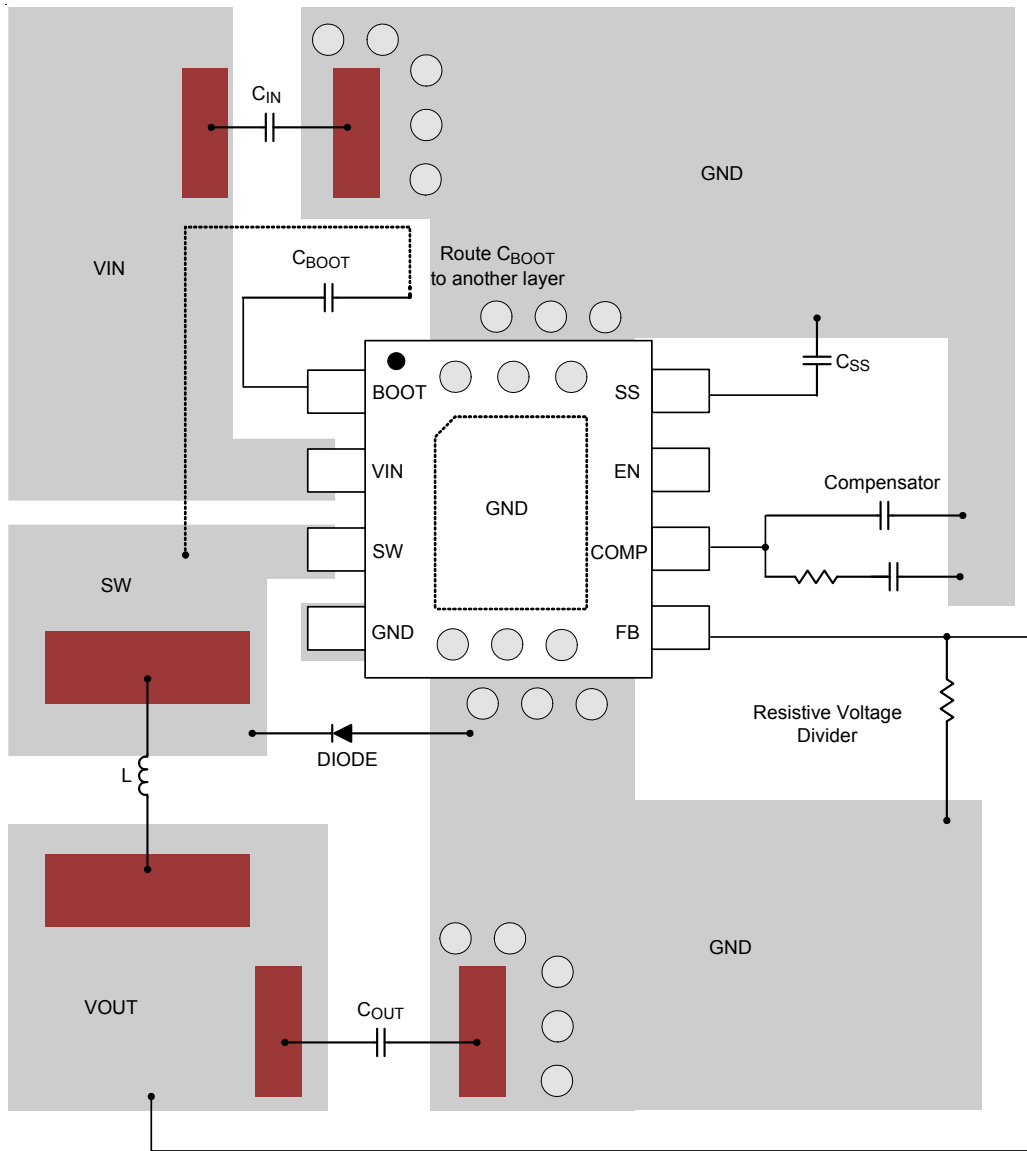 CIN
GND
VIN
CBOOT
Route CBOOT
to another layer
CSS
BOOT
SS
VIN
EN
Compensator
GND
SW
COMP
SW
GND
FB
Resistive Voltage
Divider
DIODE
L
GND
VOUT
COUT